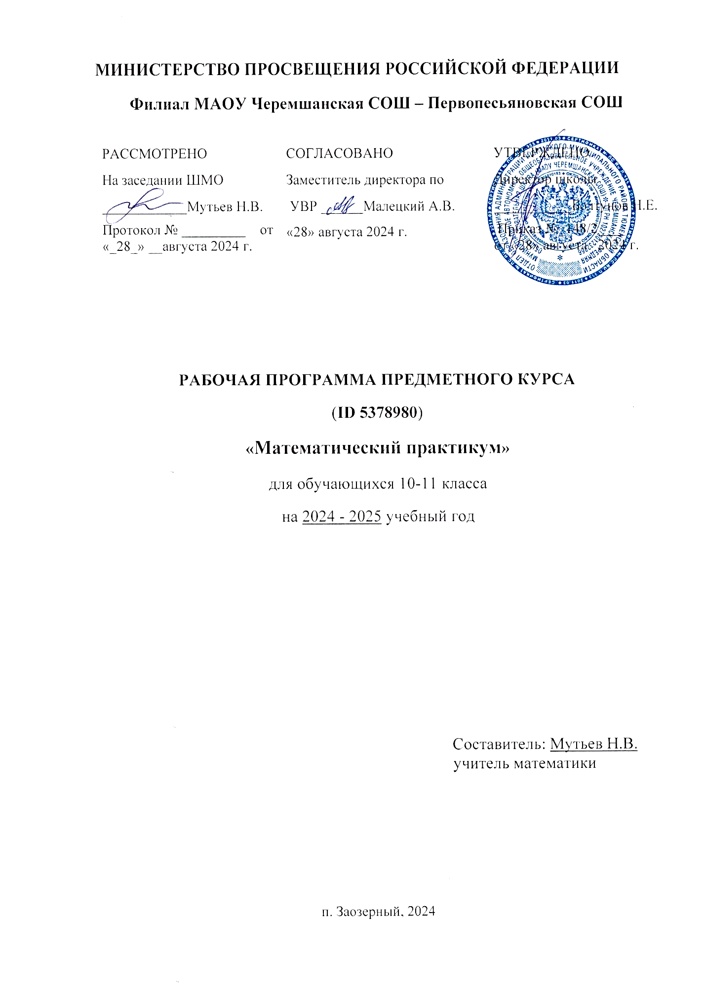 МИНИСТЕРСТВО ПРОСВЕЩЕНИЯ РОССИЙСКОЙ ФЕДЕРАЦИИ
Филиал МАОУ Черемшанская СОШ – Первопесьяновская СОШ
РАССМОТРЕНО
На заседании ШМО
______________Мутьев Н.В.
Протокол № _________ от
«_28_» __августа 2024 г.
СОГЛАСОВАНО
Заместитель директора по
УВР ______Малецкий А.В.
«28» августа 2024 г.
УТВЕРЖДЕНО
Директор школы
Н.Е.
Приказ № 148/2
от «28» августа 2024 г.
РАБОЧАЯ ПРОГРАММА ПРЕДМЕТНОГО КУРСА
(ID 5378980)
«Математический практикум»
для обучающихся 10-11 класса
на 2024 - 2025 учебный год
Составитель: Мутьев Н.В.
учитель математики
п. Заозерный, 2024